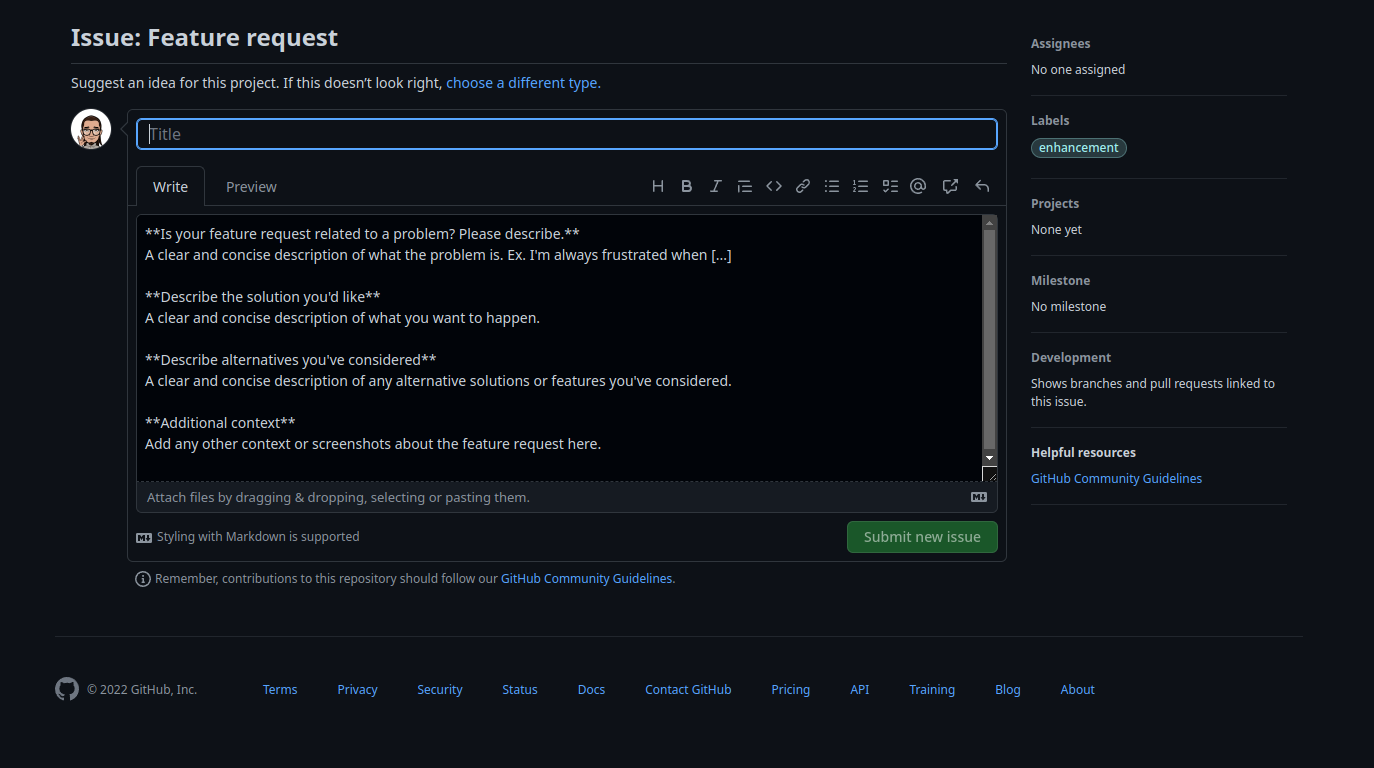 Issue: Feature request
Suggest an idea for this project. If this doesn’t look right, choose a different type.
Title
Write
Preview
H B I
**Is your feature request related to a problem? Please describe.**
A clear and concise description of what the problem is. Ex. I'm always frustrated when [...]
**Describe the solution you'd like**
A clear and concise description of what you want to happen.
**Describe alternatives you've considered**
A clear and concise description of any alternative solutions or features you've considered.
**Additional context**
Add any other context or screenshots about the feature request here.
Attach files by dragging & dropping, selecting or pasting them.
Styling with Markdown is supported
Submit new issue
Remember, contributions to this repository should follow our GitHub Community Guidelines.
Assignees
No one assigned
Labels
enhancement
Projects
None yet
Milestone
No milestone
Development
Shows branches and pull requests linked to
this issue.
Helpful resources
GitHub Community Guidelines
© 2022 GitHub, Inc.
Terms
Privacy
Security
Status
Docs
Contact GitHub
Pricing
API
Training
Blog
About